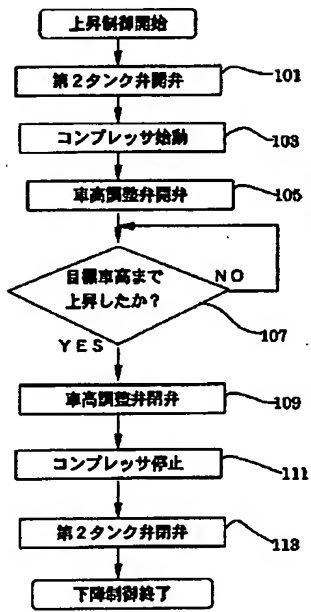 上昇制御開始
第2タンク弁開弁
101
コンプレッサ始動
103
車高調整弁開弁
105
目標車高まで
上昇したか?
NO
107
YES
車高調整弁閉弁
109
コンプレッサ停止
111
第2タンク弁閉弁
113
下降制御終了